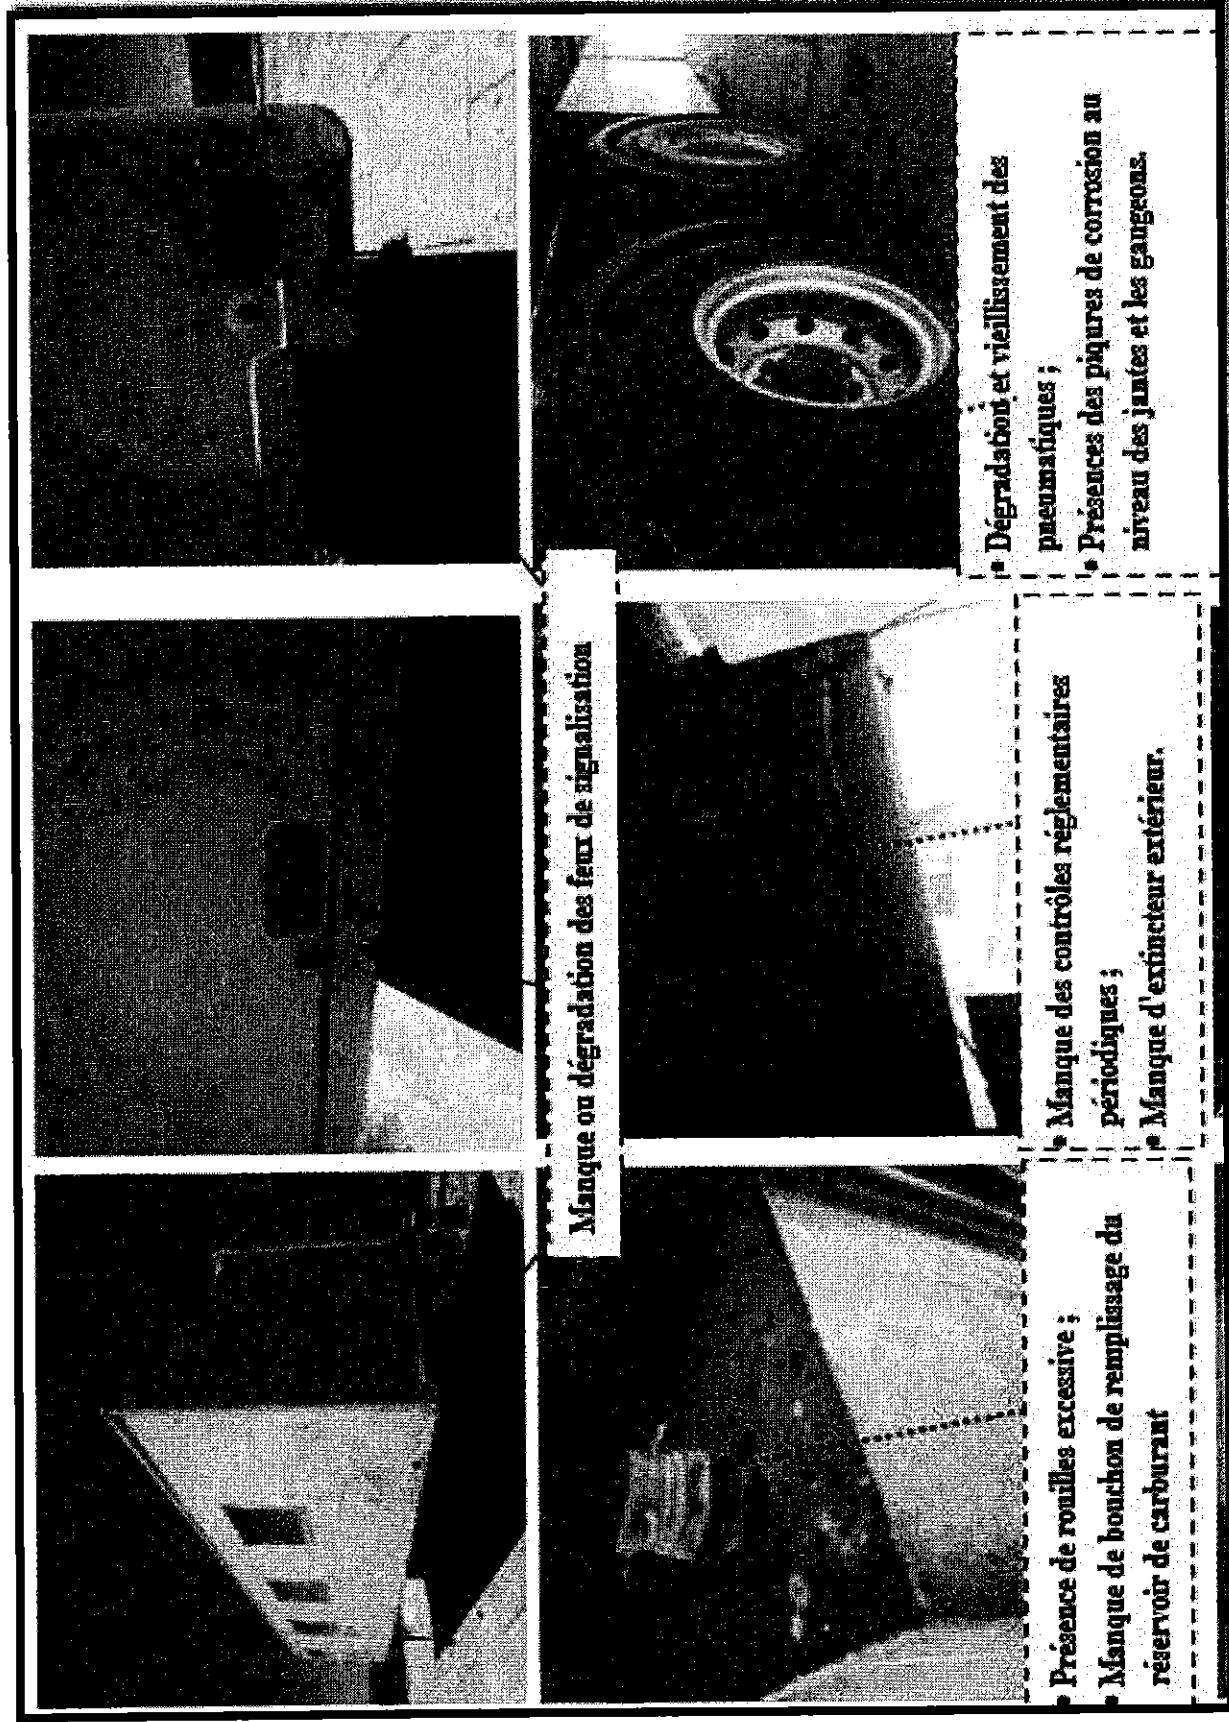 Manque ou dégradation des feux de signalisation
• Présence de rouilles excessive ;
• Manque de bouchon de remplissage du
réservoir de carburant
• Manque des contrôles réglementaires
périodiques ;
• Manque d'extincteur extérieur.
• Dégradation et vieillissement des
pneumatiques ;
• Présences des piqures de corrosion au
niveau des jantes et les gaugeons.